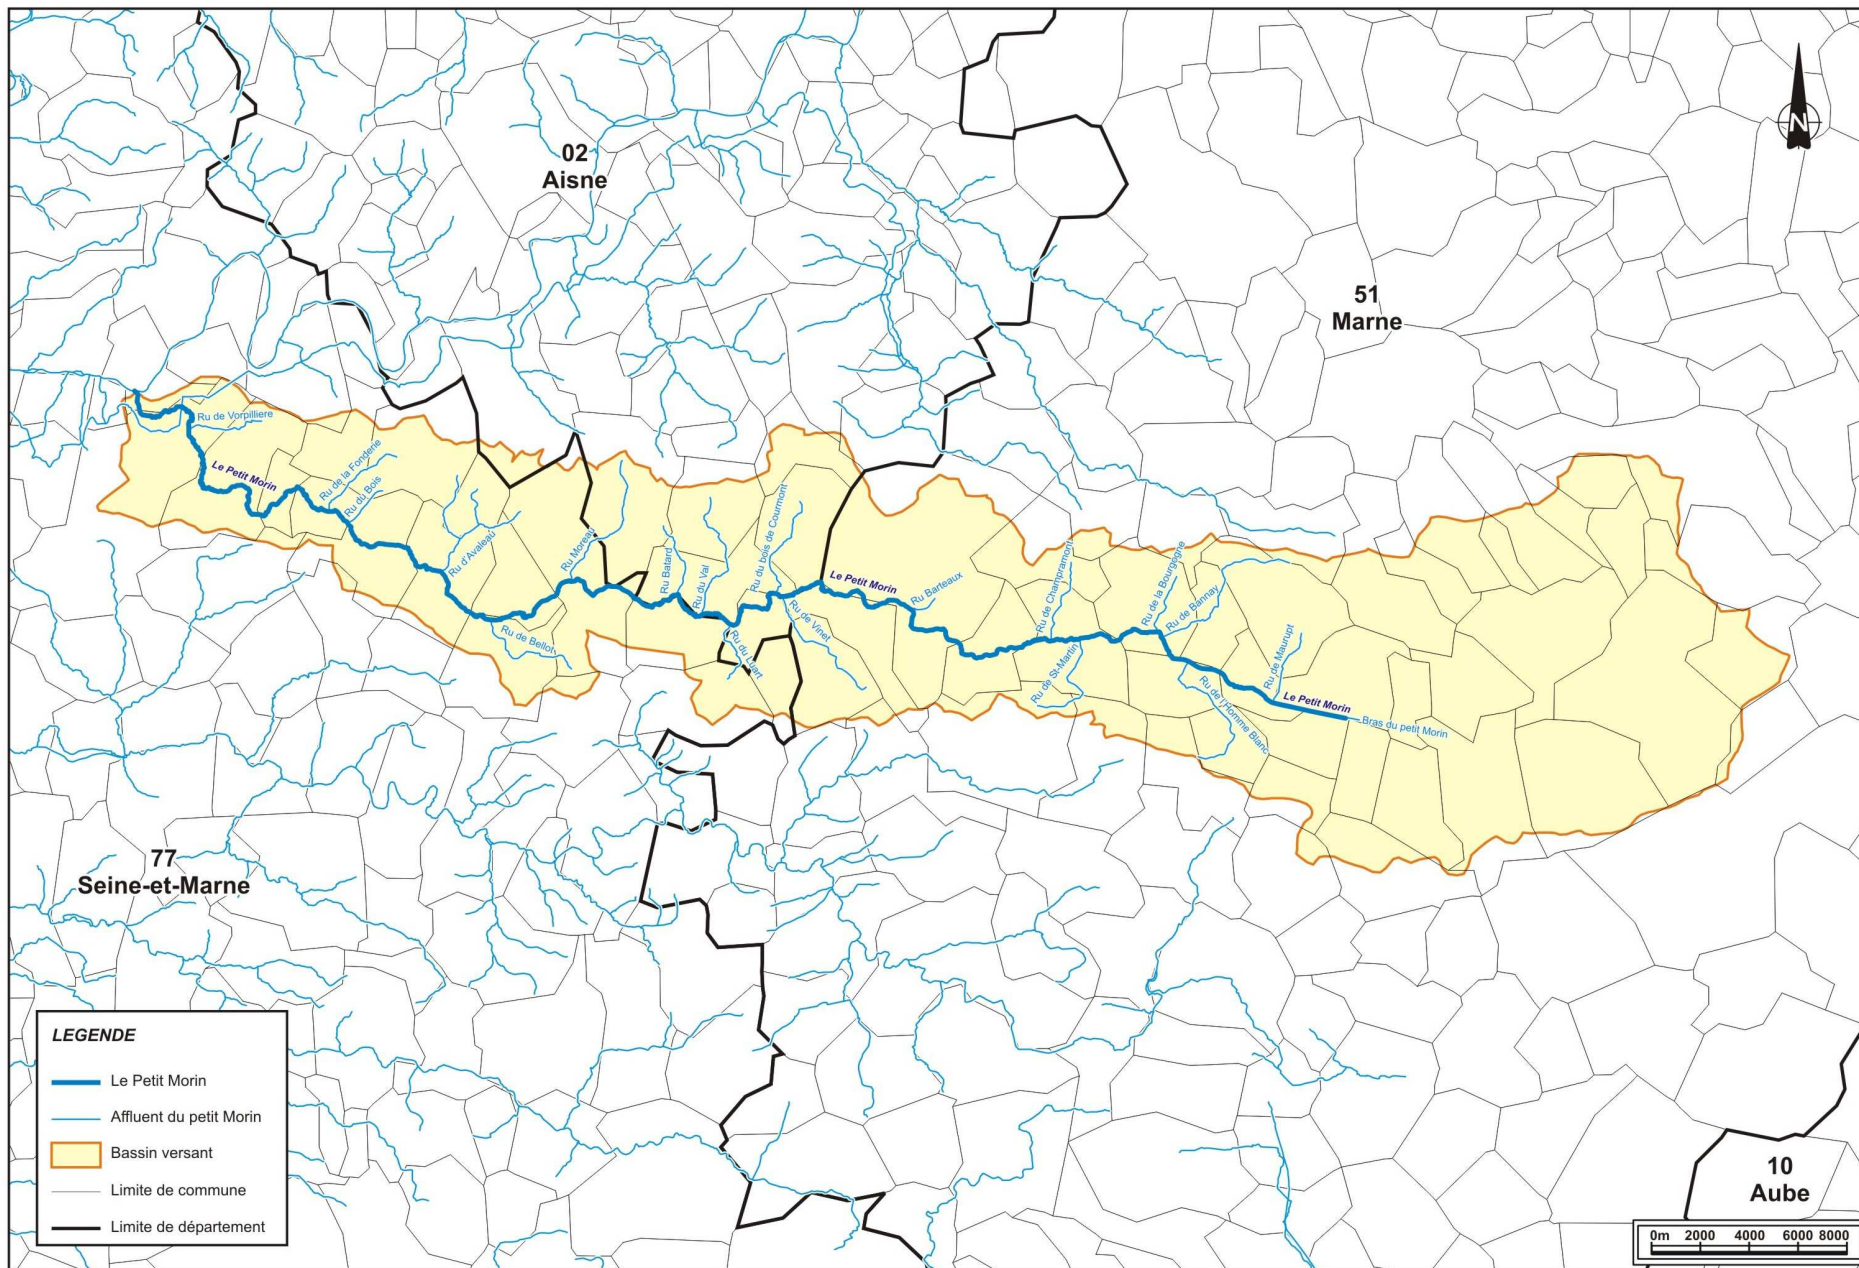 N
02
Aisne
51
Marne
Ru de Vorpilliere
Le Petit Morin
Ru de la Fonderie
Ru du Bois
Ru d'Avaleau
Ru Moreau
Ru de Bellot
Ru Batard
Ru du Val
Ru du bois de Courmont
Ru de Vinet
Ru du Luart
Le Petit Morin
Ru Barteaux
Ru de Champramont
Ru de St-Martin
Ru de la Bourgogne
Ru de Bannay
Ru de l'Homme Blanc
Ru de Maurupt
Le Petit Morin
Bras du petit Morin
77
Seine-et-Marne
LEGENDE
Le Petit Morin
Affluent du petit Morin
Bassin versant
Limite de commune
Limite de département
10
Aube
0m 2000 4000 6000 8000